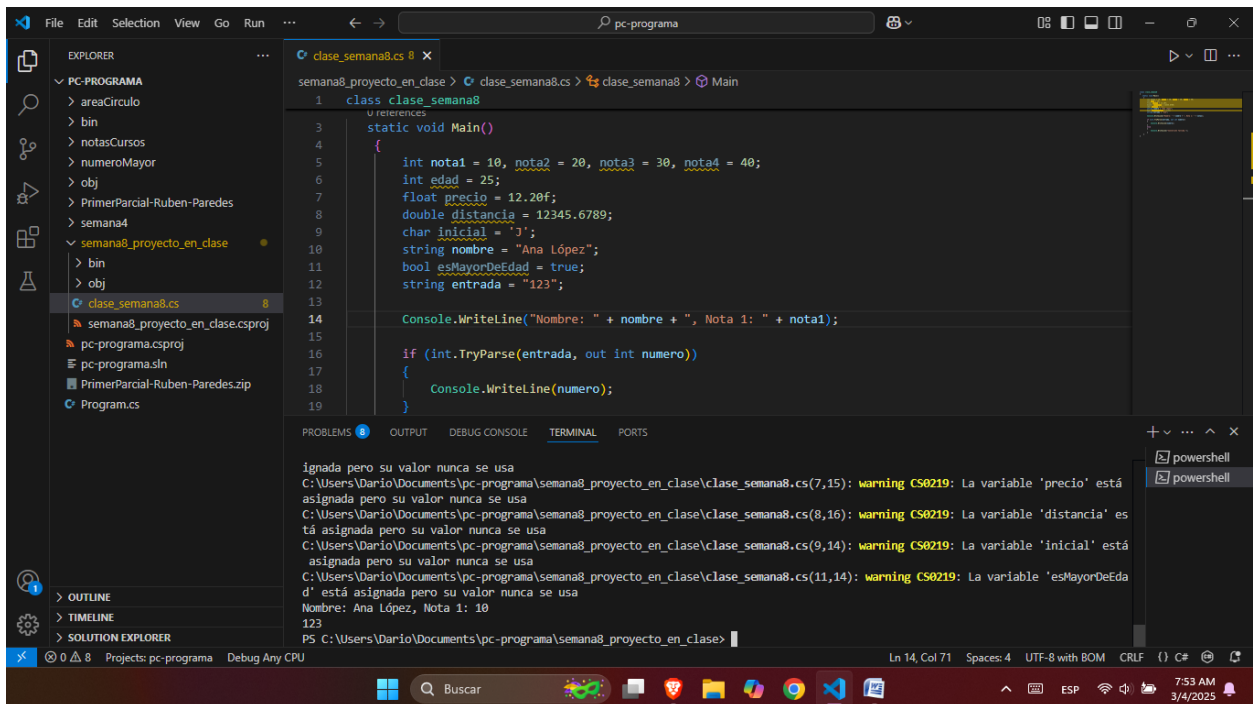 File Edit Selection View Go Run ...
pc-programa
EXPLORER
PC-PROGRAMA
areaCirculo
bin
notasCursos
numeroMayor
obj
PrimerParcial-Ruben-Paredes
semana4
semana8_proyecto_en_clase
bin
obj
clase_semana8.cs 8
semana8_proyecto_en_clase.csproj
pc-programa.csproj
pc-programa.sln
PrimerParcial-Ruben-Paredes.zip
Program.cs
OUTLINE
TIMELINE
SOLUTION EXPLORER
clase_semana8.cs 8
semana8_proyecto_en_clase > clase_semana8.cs > clase_semana8 > Main
1 class clase_semana8
0 references
3 static void Main()
4 {
5 int nota1 = 10, nota2 = 20, nota3 = 30, nota4 = 40;
6 int edad = 25;
7 float precio = 12.20f;
8 double distancia = 12345.6789;
9 char inicial = 'J';
10 string nombre = "Ana López";
11 bool esMayorDeEdad = true;
12 string entrada = "123";
13
14 Console.WriteLine("Nombre: " + nombre + ", Nota 1: " + nota1);
15
16 if (int.TryParse(entrada, out int numero))
17 {
18 Console.WriteLine(numero);
19 }
PROBLEMS 8 OUTPUT DEBUG CONSOLE TERMINAL PORTS
powershell
powershell
ignada pero su valor nunca se usa
C:\Users\Dario\Documents\pc-programa\semana8_proyecto_en_clase\clase_semana8.cs(7,15): warning CS0219: La variable 'precio' está
asignada pero su valor nunca se usa
C:\Users\Dario\Documents\pc-programa\semana8_proyecto_en_clase\clase_semana8.cs(8,16): warning CS0219: La variable 'distancia' es
tá asignada pero su valor nunca se usa
C:\Users\Dario\Documents\pc-programa\semana8_proyecto_en_clase\clase_semana8.cs(9,14): warning CS0219: La variable 'inicial' está
asignada pero su valor nunca se usa
C:\Users\Dario\Documents\pc-programa\semana8_proyecto_en_clase\clase_semana8.cs(11,14): warning CS0219: La variable 'esMayorDeEda
d' está asignada pero su valor nunca se usa
Nombre: Ana López, Nota 1: 10
123
PS C:\Users\Dario\Documents\pc-programa\semana8_proyecto_en_clase>
0 8 Projects: pc-programa Debug Any CPU
Ln 14, Col 71 Spaces: 4 UTF-8 with BOM CRLF {} C#
Buscar
ESP
7:53 AM
3/4/2025